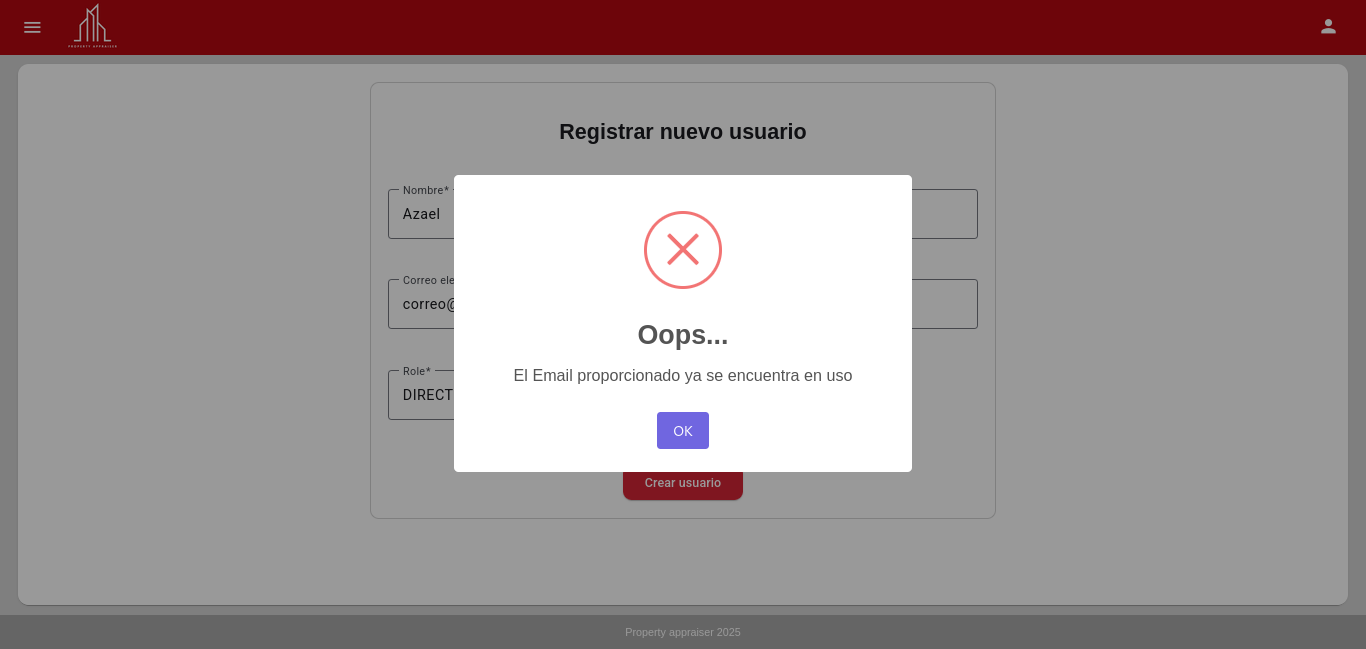 PROPERTY APPRAISER
Registrar nuevo usuario
Nombre*
Azael
Correo ele
correo@
Role*
DIRECT
Oops...
El Email proporcionado ya se encuentra en uso
OK
Crear usuario
Property appraiser 2025